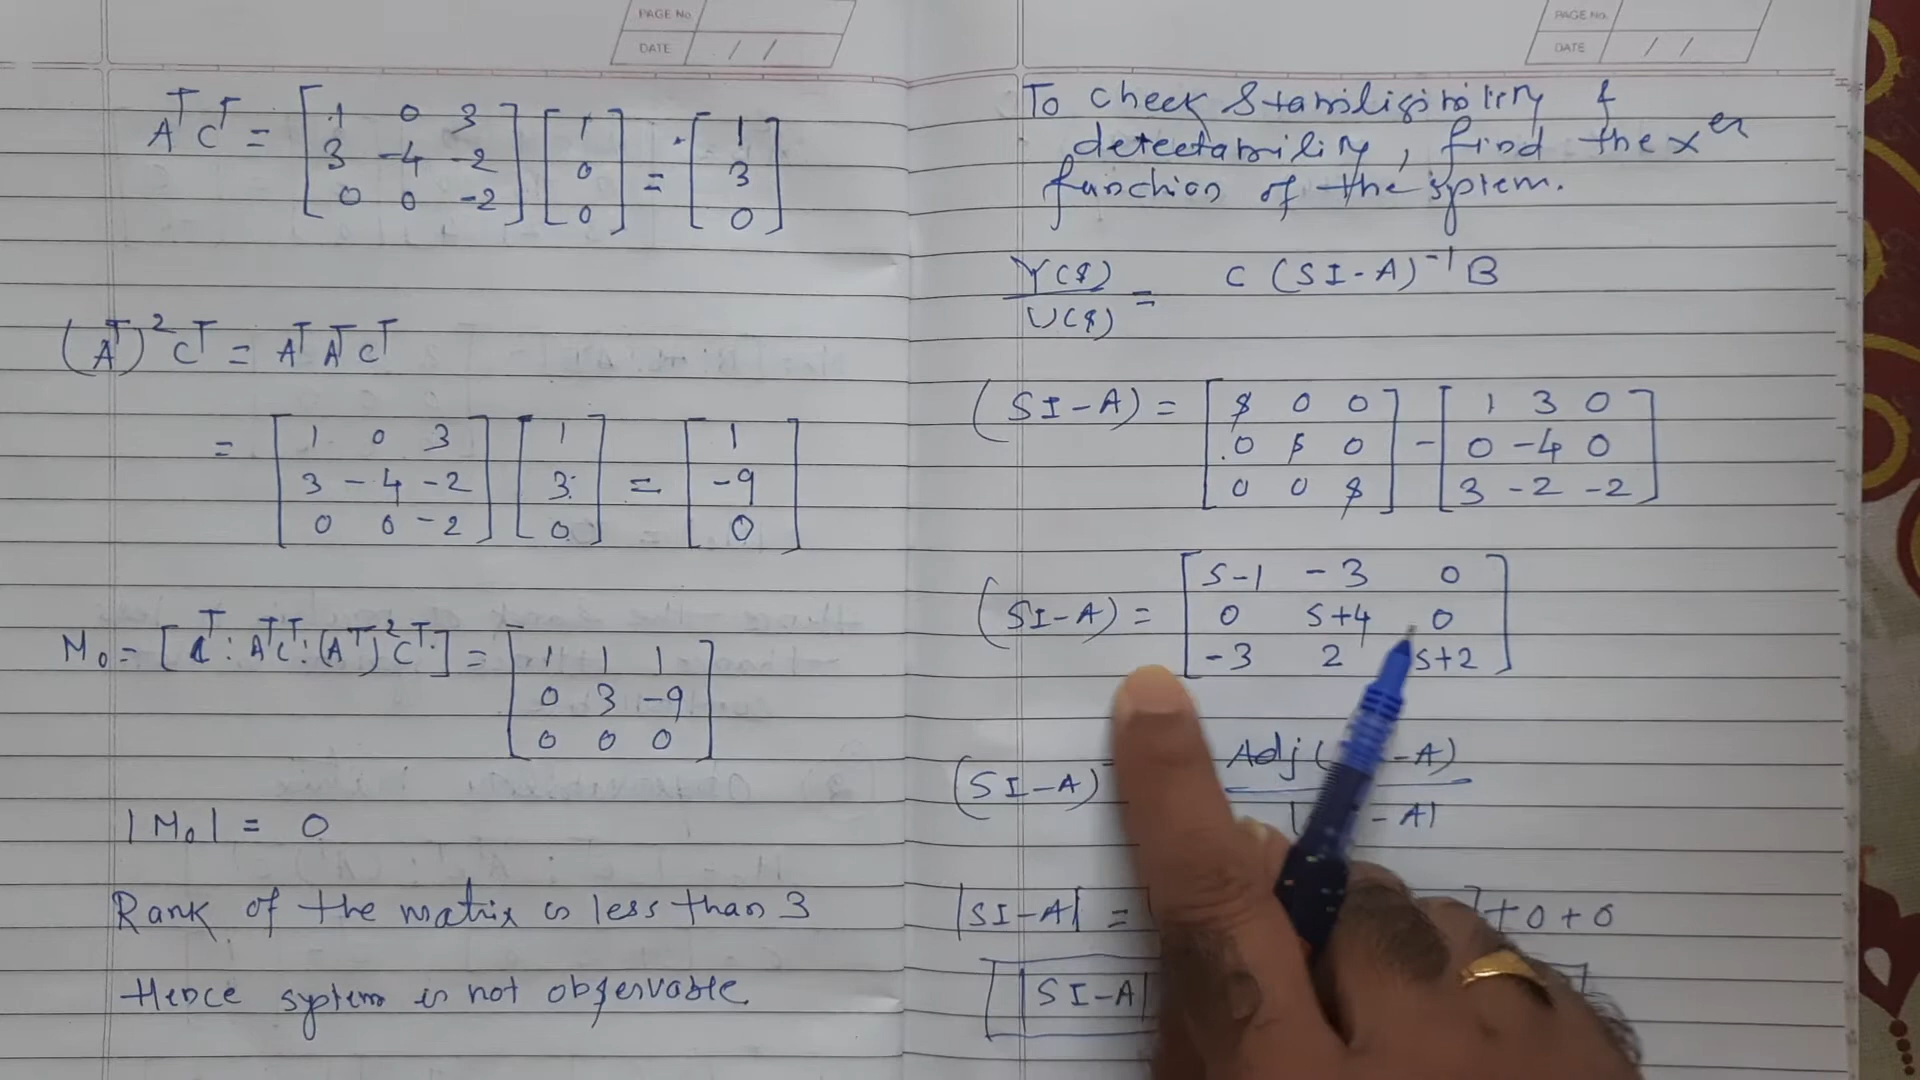 PAGE No.
DATE / /
AᵀCᵀ = [1 0 3; 3 -4 -2; 0 0 -2] [1; 0; 0] = [1; 3; 0]
(Aᵀ)²Cᵀ = Aᵀ Aᵀ Cᵀ
= [1 0 3; 3 -4 -2; 0 0 -2] [1; 3; 0] = [1; -9; 0]
M₀ = [Cᵀ : AᵀCᵀ : (Aᵀ)²Cᵀ] = [1 1 1; 0 3 -9; 0 0 0]
|M₀| = 0
Rank of the matrix is less than 3
Hence system is not observable
PAGE No.
DATE / /
To check Stabilizibility &
detectability, find the xᵉʳ
function of the system.
Y(s)/U(s) = C (SI-A)⁻¹ B
(SI-A) = [s 0 0; 0 s 0; 0 0 s] - [1 3 0; 0 -4 0; 3 -2 -2]
(SI-A) = [s-1 -3 0; 0 s+4 0; -3 2 s+2]
(SI-A) Adj( -A)
| -A|
|SI-A| = ] + 0 + 0
|SI-A|